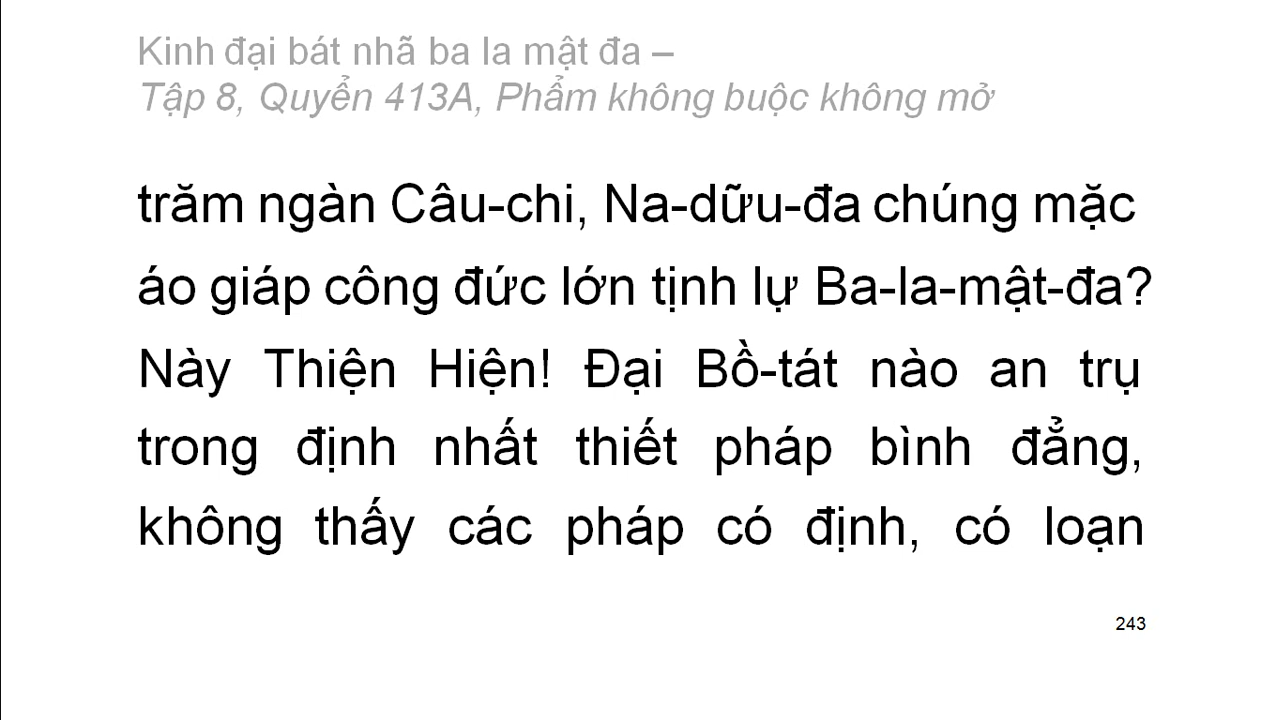 Kinh đại bát nhã ba la mật đa –
Tập 8, Quyển 413A, Phẩm không buộc không mở
trăm ngàn Câu-chi, Na-dữu-đa chúng mặc
áo giáp công đức lớn tịnh lự Ba-la-mật-đa?
Này Thiện Hiện! Đại Bồ-tát nào an trụ
trong định nhất thiết pháp bình đẳng,
không thấy các pháp có định, có loạn
243